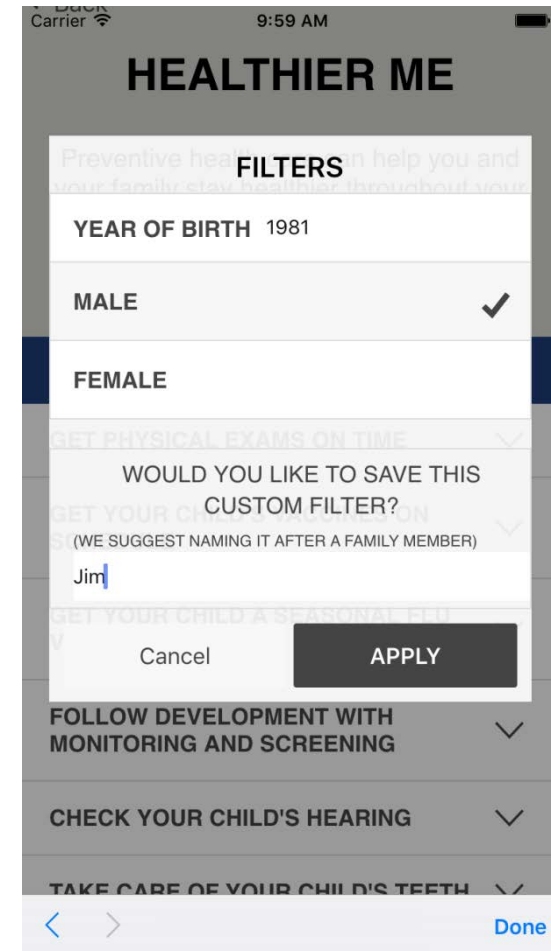 Back
Carrier 9:59 AM
HEALTHIER ME
Preventive healthcare can help you and
your family stay healthier throughout your
FILTERS
YEAR OF BIRTH 1981
MALE
FEMALE
GET PHYSICAL EXAMS ON TIME
WOULD YOU LIKE TO SAVE THIS
CUSTOM FILTER?
GET YOUR CHILD'S VACCINES ON
(WE SUGGEST NAMING IT AFTER A FAMILY MEMBER)
Jim
GET YOUR CHILD A SEASONAL FLU
Cancel APPLY
FOLLOW DEVELOPMENT WITH
MONITORING AND SCREENING
CHECK YOUR CHILD'S HEARING
TAKE CARE OF YOUR CHILD'S TEETH
Done